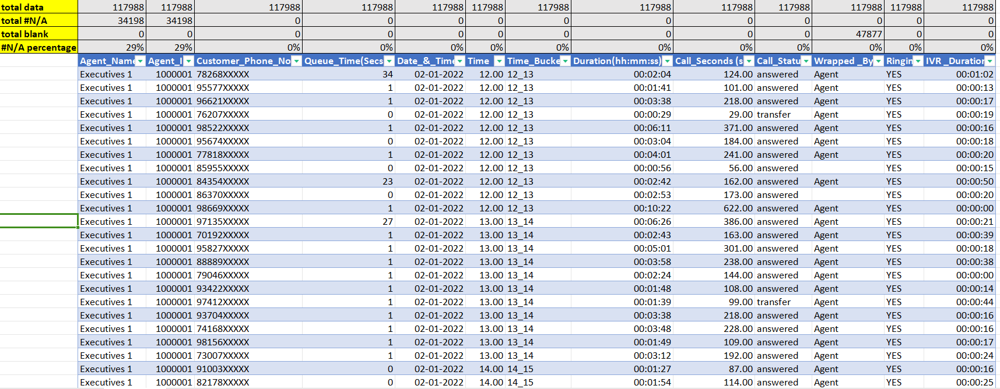 total data 117988 117988 117988 117988 117988 117988 117988 117988 117988 117988 117988 117988 117988
total #N/A 34198 34198 0 0 0 0 0 0 0 0 0 0 0
total blank 0 0 0 0 0 0 0 0 0 0 47877 0 0
#N/A percentage 29% 29% 0% 0% 0% 0% 0% 0% 0% 0% 0% 0% 0%
Agent_Name Agent_I Customer_Phone_No Queue_Time(Secs Date_&_Time Time Time_Bucke Duration(hh:mm:ss) Call_Seconds (s Call_Statu Wrapped _By Ringin IVR _Duration
Executives 1 1000001 78268XXXXX 34 02-01-2022 12.00 12_13 00:02:04 124.00 answered Agent YES 00:01:02
Executives 1 1000001 95577XXXXX 1 02-01-2022 12.00 12_13 00:01:41 101.00 answered Agent YES 00:00:13
Executives 1 1000001 96621XXXXX 1 02-01-2022 12.00 12_13 00:03:38 218.00 answered Agent YES 00:00:17
Executives 1 1000001 76207XXXXX 0 02-01-2022 12.00 12_13 00:00:29 29.00 transfer Agent YES 00:00:19
Executives 1 1000001 98522XXXXX 1 02-01-2022 12.00 12_13 00:06:11 371.00 answered Agent YES 00:00:16
Executives 1 1000001 95674XXXXX 0 02-01-2022 12.00 12_13 00:03:04 184.00 answered Agent YES 00:00:18
Executives 1 1000001 77818XXXXX 1 02-01-2022 12.00 12_13 00:04:01 241.00 answered Agent YES 00:00:20
Executives 1 1000001 85955XXXXX 0 02-01-2022 12.00 12_13 00:00:56 56.00 answered YES 00:00:15
Executives 1 1000001 84354XXXXX 23 02-01-2022 12.00 12_13 00:02:42 162.00 answered Agent YES 00:00:50
Executives 1 1000001 86370XXXXX 0 02-01-2022 12.00 12_13 00:02:53 173.00 answered YES 00:00:20
Executives 1 1000001 98669XXXXX 1 02-01-2022 12.00 12_13 00:10:22 622.00 answered Agent YES 00:00:00
Executives 1 1000001 97135XXXXX 27 02-01-2022 13.00 13_14 00:06:26 386.00 answered Agent YES 00:00:21
Executives 1 1000001 70192XXXXX 1 02-01-2022 13.00 13_14 00:02:43 163.00 answered Agent YES 00:00:39
Executives 1 1000001 95827XXXXX 1 02-01-2022 13.00 13_14 00:05:01 301.00 answered Agent YES 00:00:18
Executives 1 1000001 88889XXXXX 1 02-01-2022 13.00 13_14 00:03:58 238.00 answered Agent YES 00:00:38
Executives 1 1000001 79046XXXXX 1 02-01-2022 13.00 13_14 00:02:24 144.00 answered Agent YES 00:00:00
Executives 1 1000001 93422XXXXX 1 02-01-2022 13.00 13_14 00:01:48 108.00 answered Agent YES 00:00:14
Executives 1 1000001 97412XXXXX 1 02-01-2022 13.00 13_14 00:01:39 99.00 transfer Agent YES 00:00:44
Executives 1 1000001 93704XXXXX 1 02-01-2022 13.00 13_14 00:03:38 218.00 answered Agent YES 00:00:16
Executives 1 1000001 74168XXXXX 1 02-01-2022 13.00 13_14 00:03:48 228.00 answered Agent YES 00:00:16
Executives 1 1000001 98156XXXXX 1 02-01-2022 13.00 13_14 00:01:49 109.00 answered Agent YES 00:00:17
Executives 1 1000001 73007XXXXX 1 02-01-2022 13.00 13_14 00:03:12 192.00 answered Agent YES 00:00:24
Executives 1 1000001 91003XXXXX 0 02-01-2022 14.00 14_15 00:01:27 87.00 answered Agent YES 00:00:16
Executives 1 1000001 82178XXXXX 0 02-01-2022 14.00 14_15 00:01:54 114.00 answered Agent YES 00:00:25